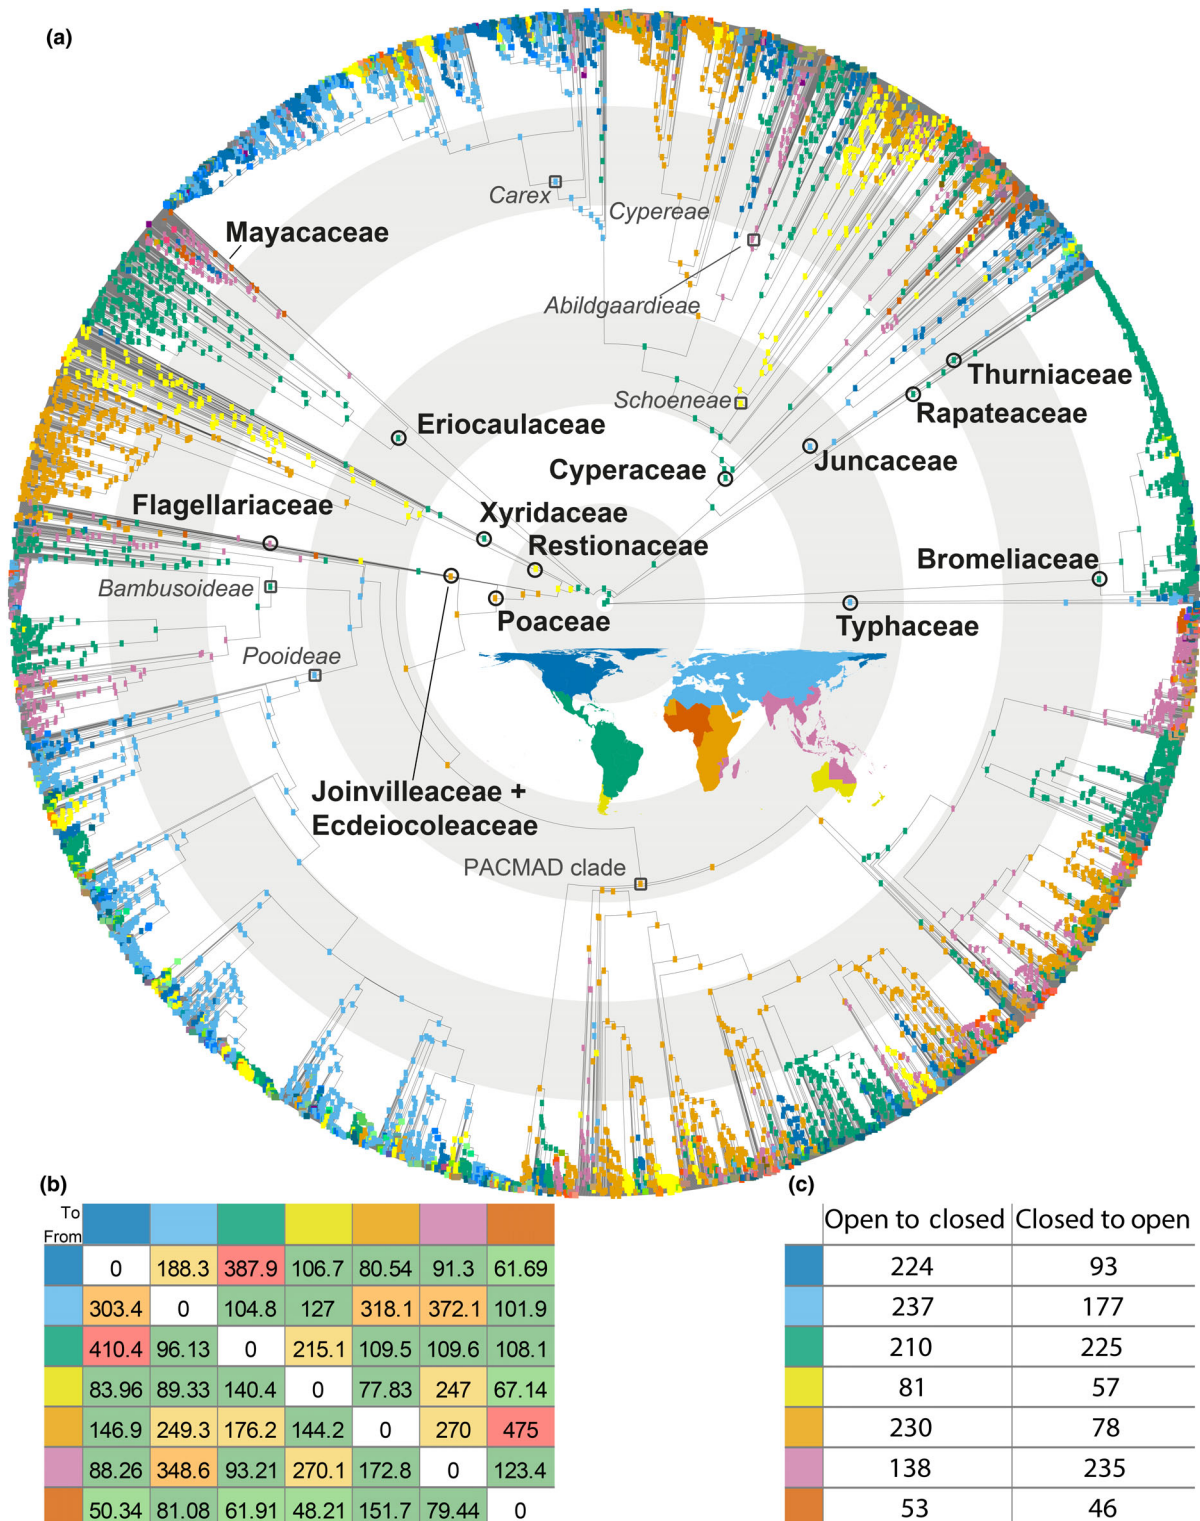 (a)
Carex
Cypereae
Mayacaceae
Abildgaardieae
Thurniaceae
Schoeneae
Rapateaceae
Eriocaulaceae
Juncaceae
Cyperaceae
Flagellariaceae
Xyridaceae
Restionaceae
Bromeliaceae
Bambusoideae
Poaceae
Typhaceae
Pooideae
Joinvilleaceae +
Ecdeiocoleaceae
PACMAD clade
(b)
To
From
0 188.3 387.9 106.7 80.54 91.3 61.69
303.4 0 104.8 127 318.1 372.1 101.9
410.4 96.13 0 215.1 109.5 109.6 108.1
83.96 89.33 140.4 0 77.83 247 67.14
146.9 249.3 176.2 144.2 0 270 475
88.26 348.6 93.21 270.1 172.8 0 123.4
50.34 81.08 61.91 48.21 151.7 79.44 0
(c)
Open to closed Closed to open
224 93
237 177
210 225
81 57
230 78
138 235
53 46